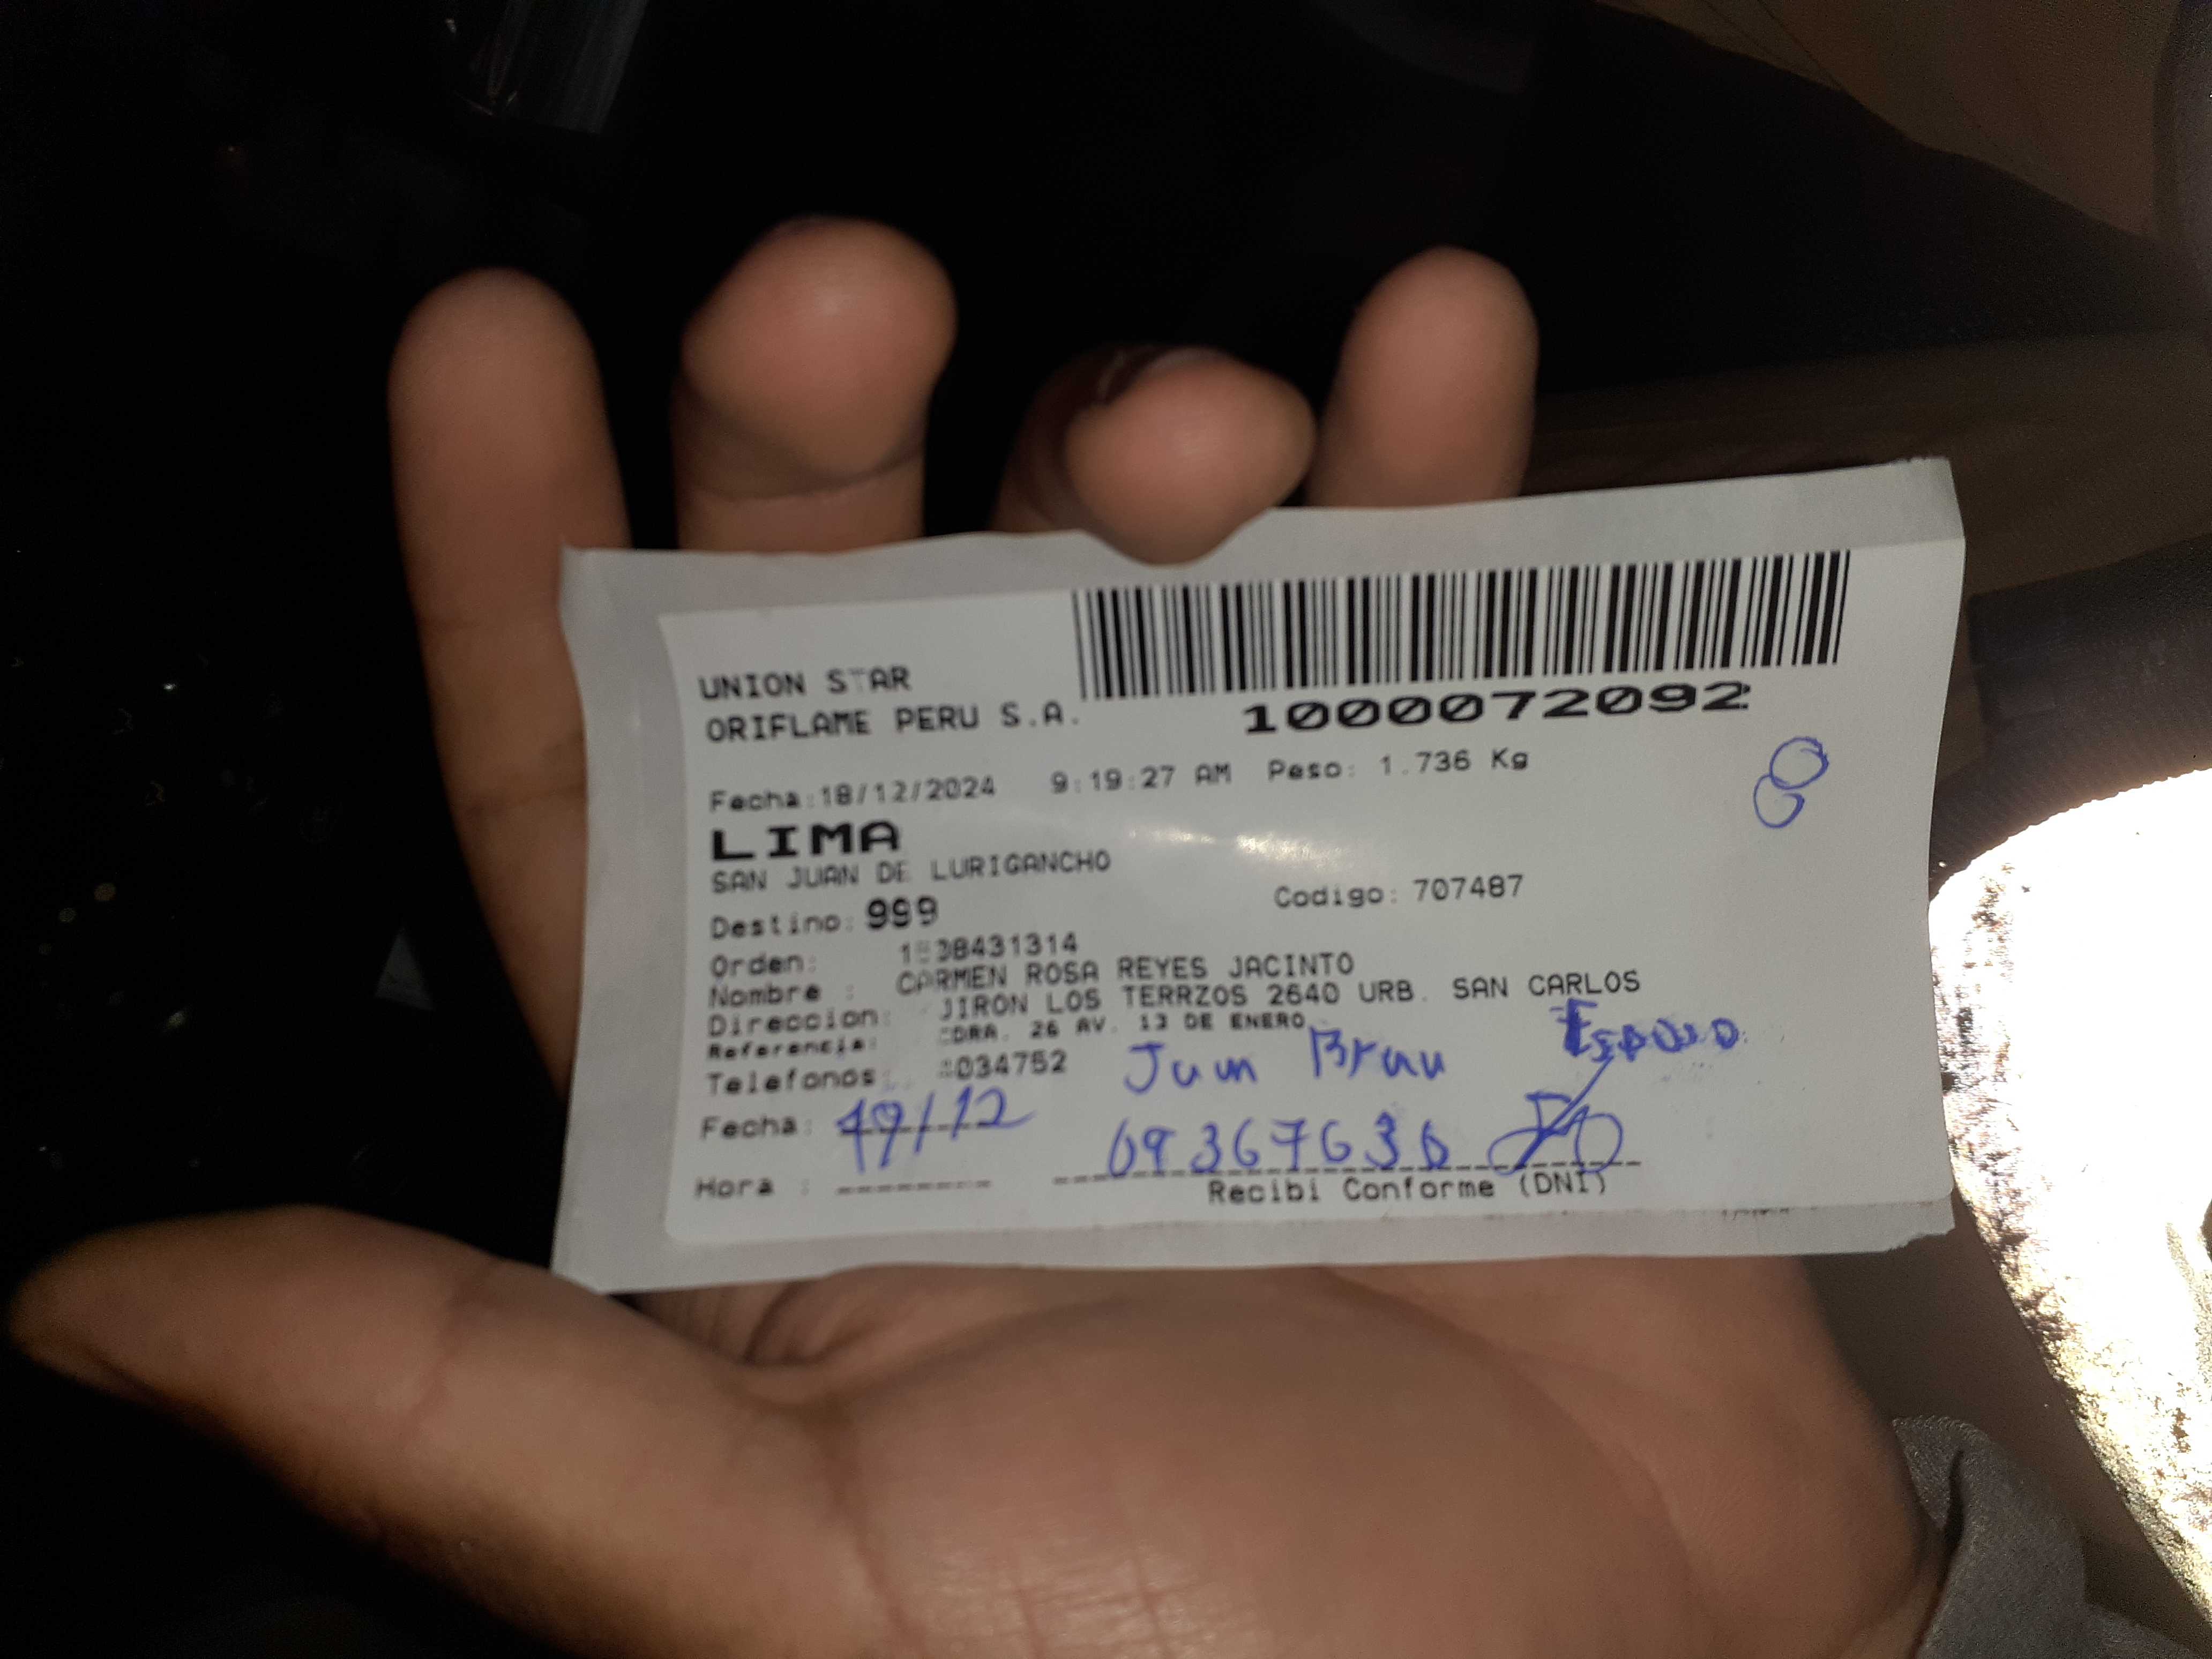 UNION STAR
ORIFLAME PERU S.A.
1000072092
Fecha:18/12/2024 9:19:27 AM Peso: 1.736 Kg
LIMA
SAN JUAN DE LURIGANCHO
Destino: 999 Codigo: 707487
Orden:
Nombre : CARMEN ROSA REYES JACINTO
Direccion: JIRON LOS TERRZOS 2640 URB. SAN CARLOS
Referencia: CDRA. 26 AV. 13 DE ENERO
Telefonos: Juan
Fecha: 19/12
Hora :
Recibi Conforme (DNI)